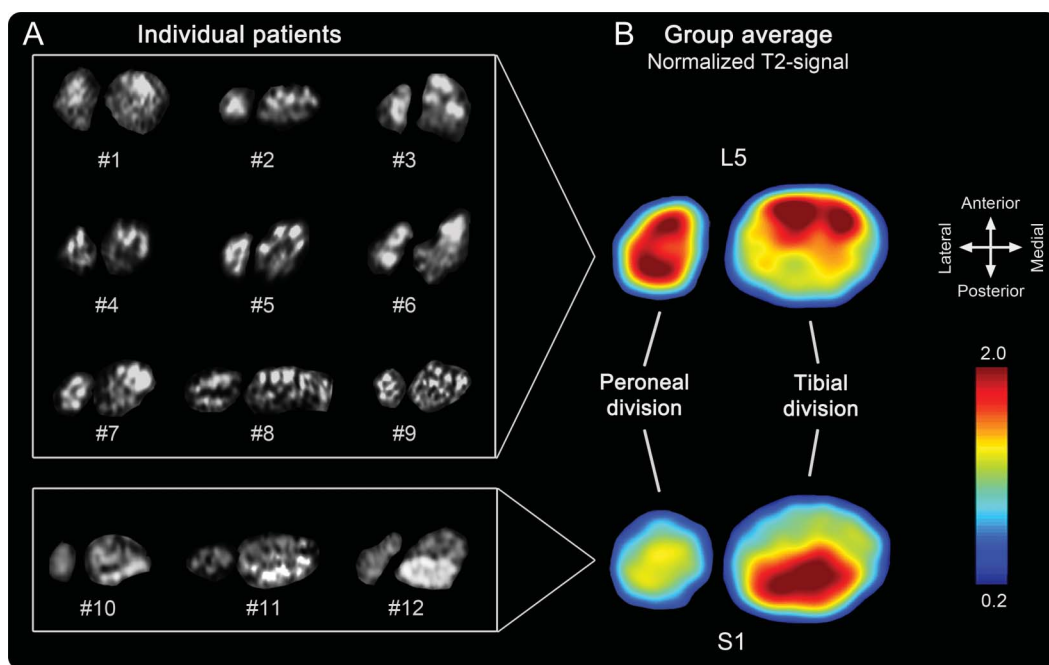 A
Individual patients
#1
#2
#3
#4
#5
#6
#7
#8
#9
#10
#11
#12
B
Group average
Normalized T2-signal
L5
Peroneal
division
Tibial
division
S1
Anterior
Lateral
Medial
Posterior
2.0
0.2